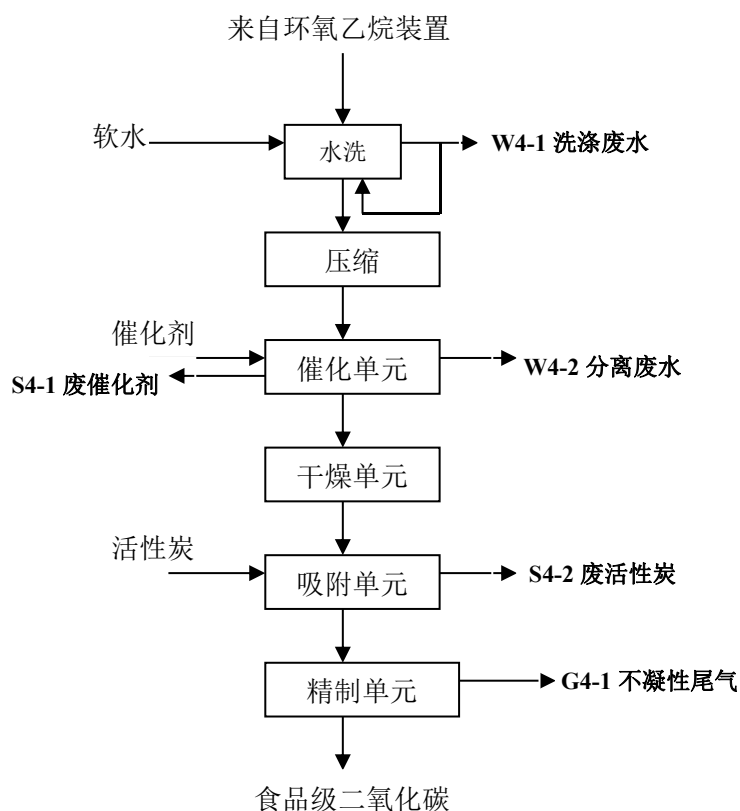 来自环氧乙烷装置
软水
水洗
W4-1 洗涤废水
压缩
催化剂
催化单元
W4-2 分离废水
S4-1 废催化剂
干燥单元
活性炭
吸附单元
S4-2 废活性炭
精制单元
G4-1 不凝性尾气
食品级二氧化碳